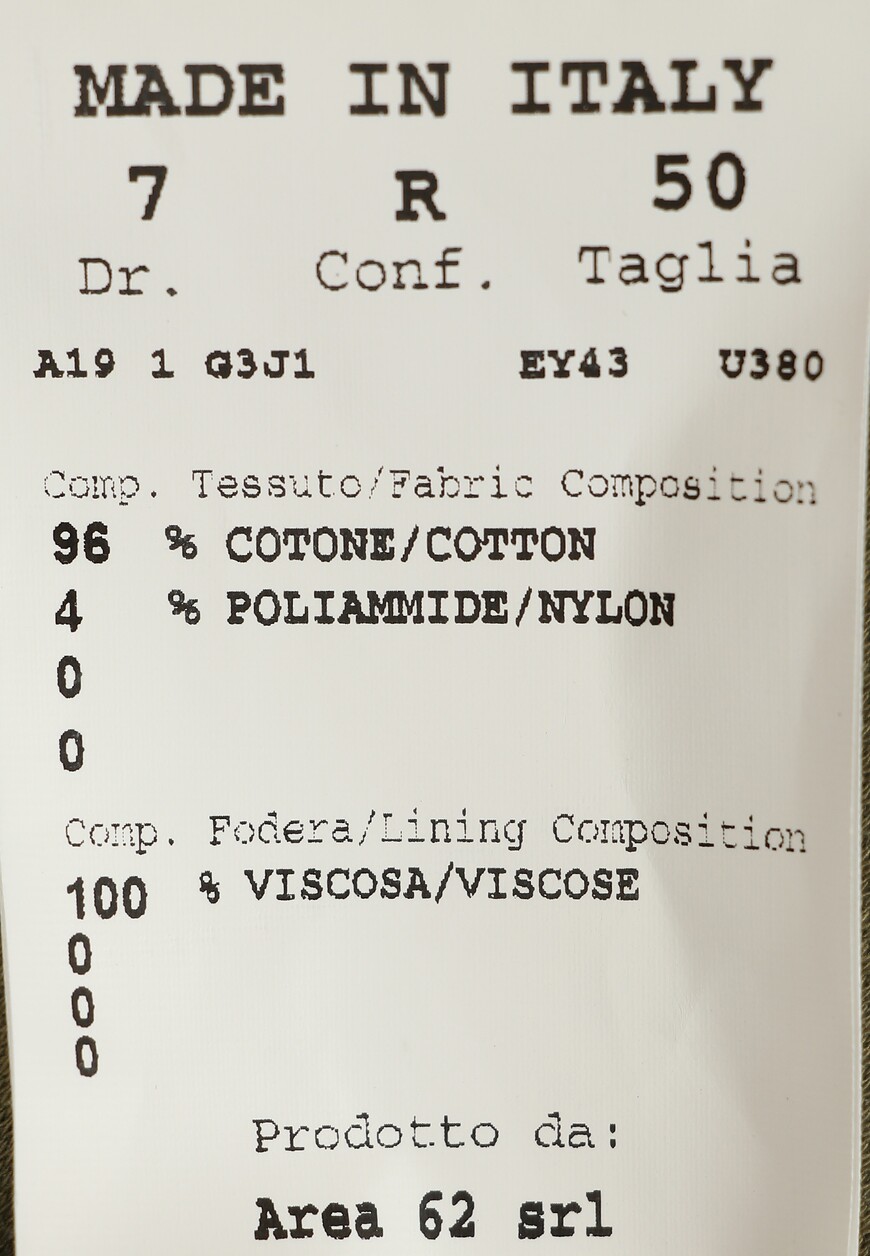 MADE IN ITALY
7 R 50
Dr. Conf. Taglia
A19 1 G3J1 EY43 U380
Comp. Tessuto/Fabric Composition
96 % COTONE/COTTON
4 % POLIAMMIDE/NYLON
0
0
Comp. Fodera/Lining Composition
100 % VISCOSA/VISCOSE
0
0
0
Prodotto da:
Area 62 srl